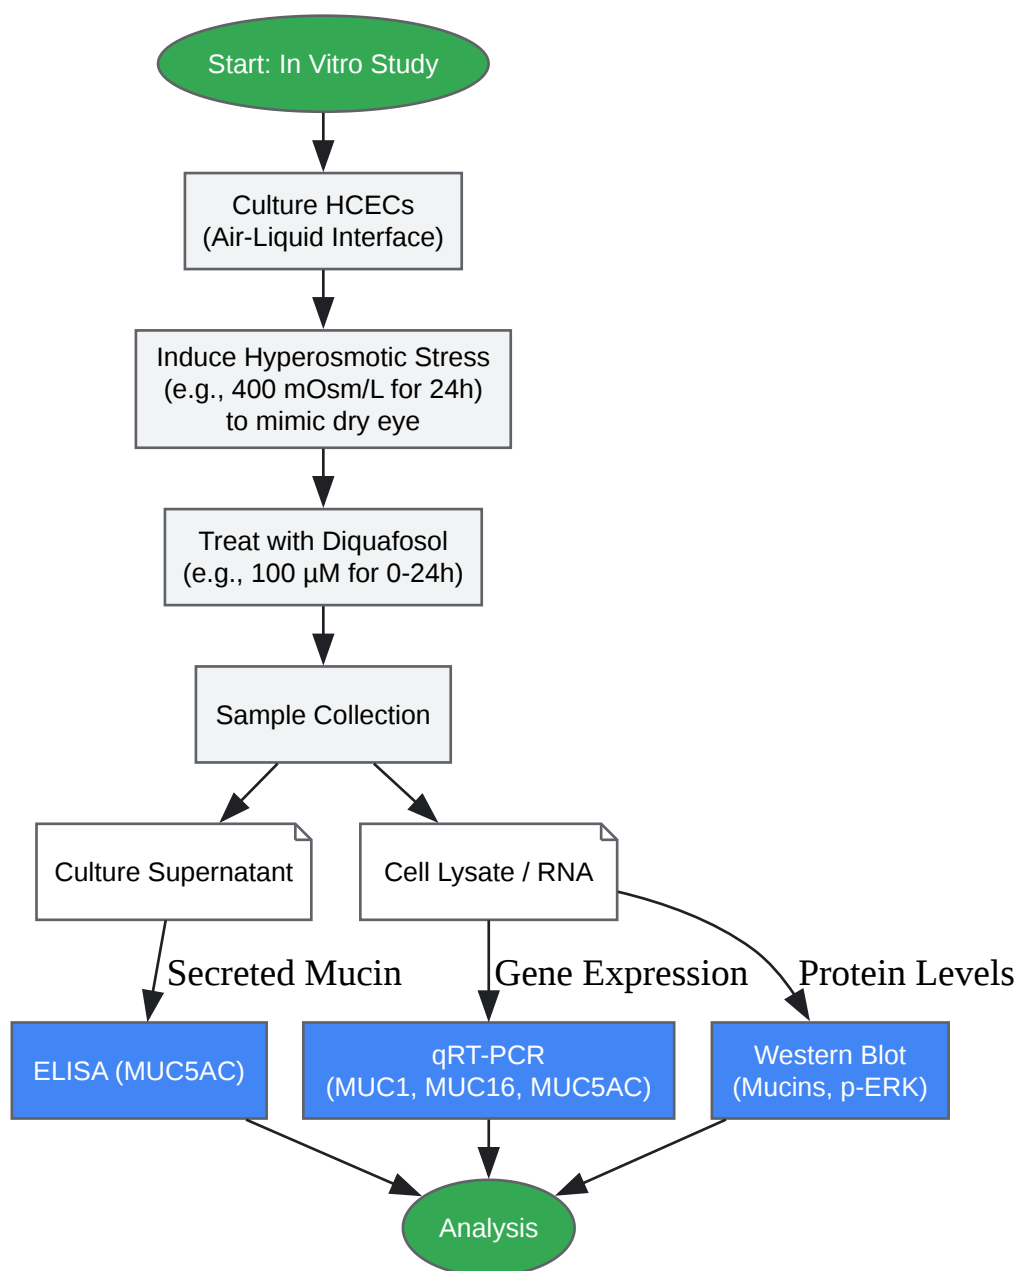 Start: In Vitro Study
Culture HCECs
(Air-Liquid Interface)
Induce Hyperosmotic Stress
(e.g., 400 mOsm/L for 24h)
to mimic dry eye
Treat with Diquafosol
(e.g., 100 µM for 0-24h)
Sample Collection
Culture Supernatant
Cell Lysate / RNA
Secreted Mucin
Gene Expression
Protein Levels
ELISA (MUC5AC)
qRT-PCR
(MUC1, MUC16, MUC5AC)
Western Blot
(Mucins, p-ERK)
Analysis